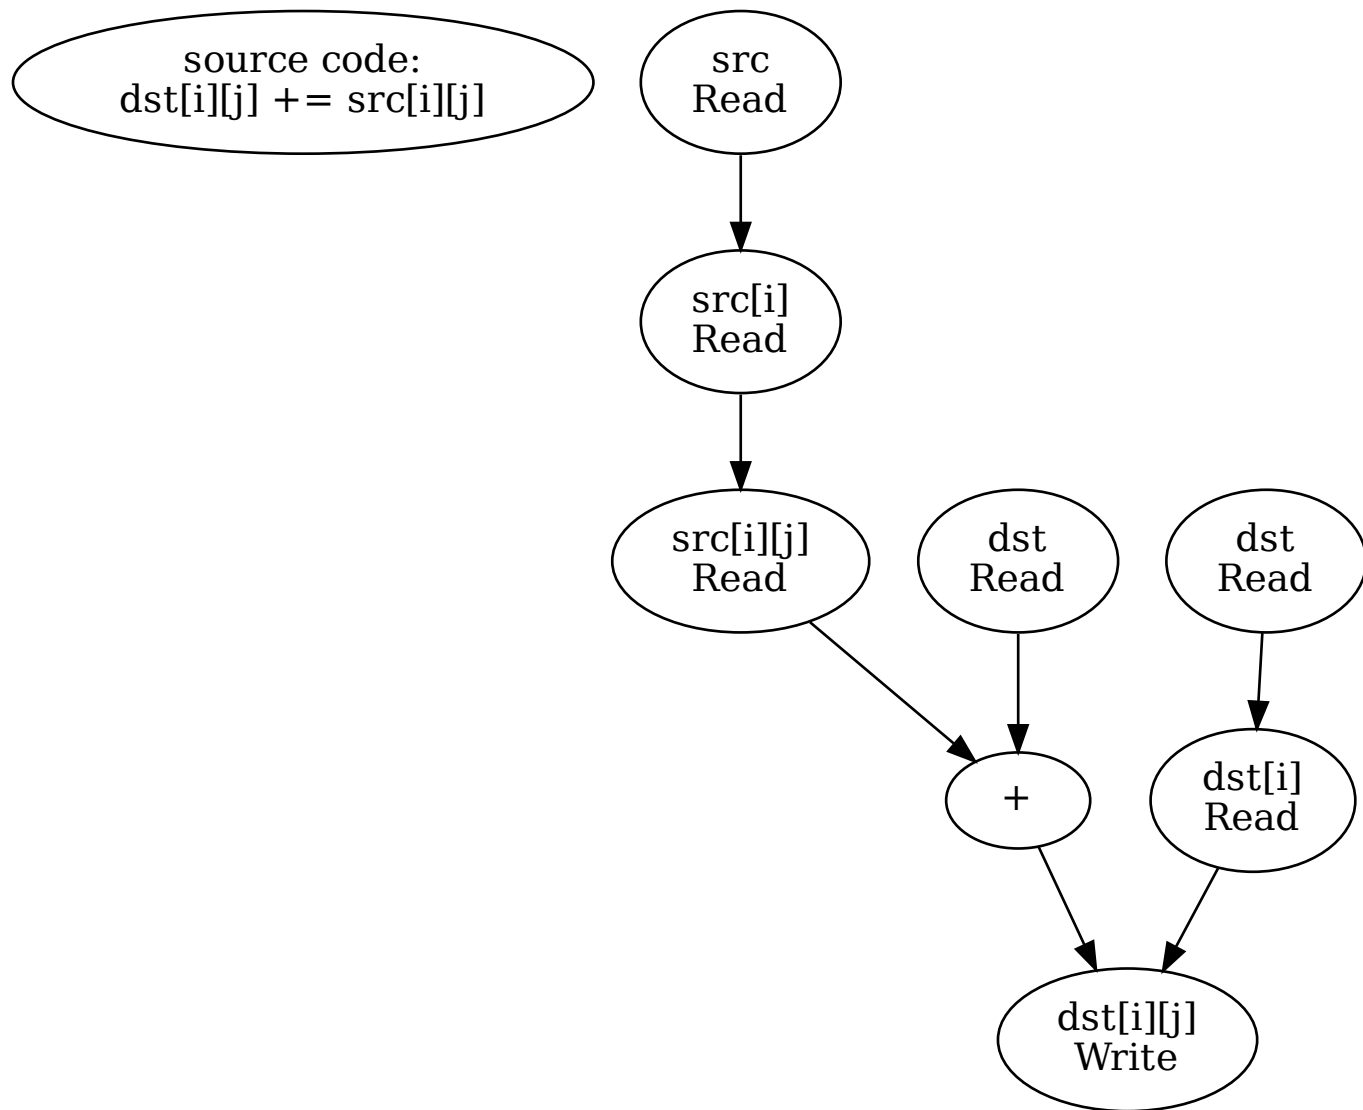 source code:
dst[i][j] += src[i][j]
src
Read
src[i]
Read
src[i][j]
Read
dst
Read
dst
Read
+
dst[i]
Read
dst[i][j]
Write